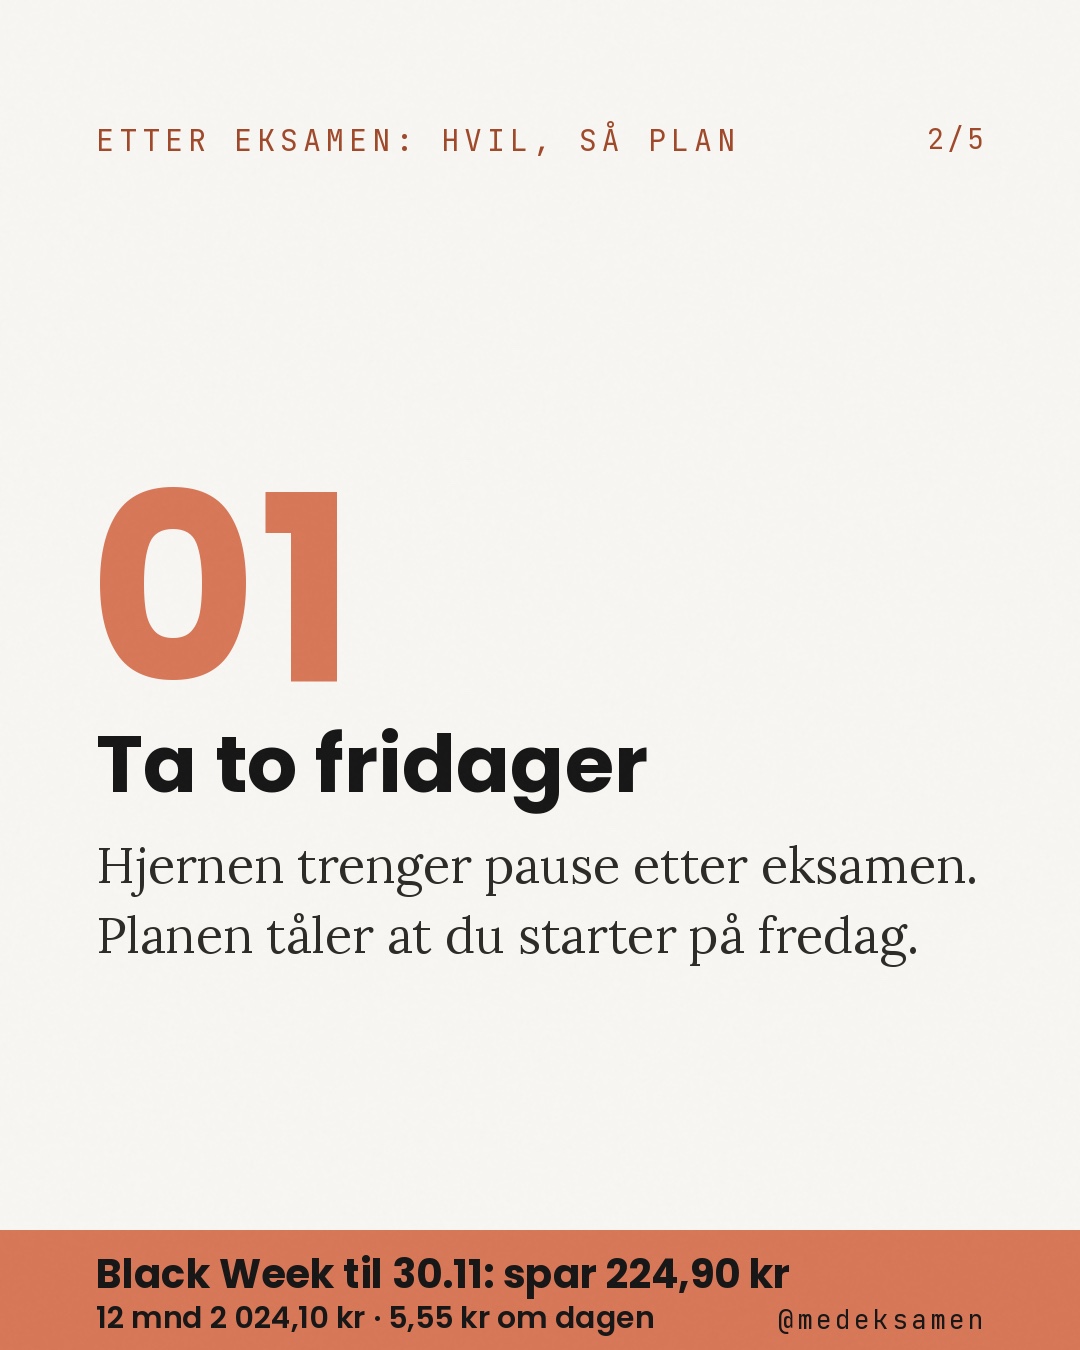 ETTER EKSAMEN: HVIL, SÅ PLAN
2/5
01
Ta to fridager
Hjernen trenger pause etter eksamen.
Planen tåler at du starter på fredag.
Black Week til 30.11: spar 224,90 kr
12 mnd 2 024,10 kr · 5,55 kr om dagen
@medeksamen